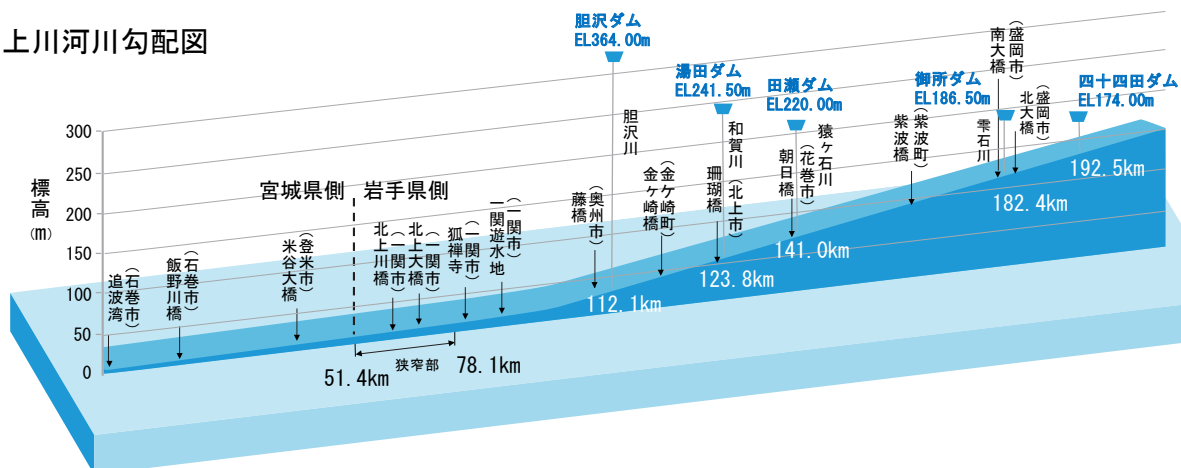 上川河川勾配図
胆沢ダム
EL364.00m
湯田ダム
EL241.50m
田瀬ダム
EL220.00m
御所ダム
EL186.50m
四十四田ダム
EL174.00m
標高
(m)
300
250
200
150
100
50
0
宮城県側
岩手県側
追波湾
(石巻市)
飯野川橋
(石巻市)
米谷大橋
(登米市)
北上川橋
(一関市)
北上大橋
(一関市)
狐禅寺
(一関市)
一関遊水地
(一関市)
藤橋
(奥州市)
胆沢川
金ヶ崎橋
(金ケ崎町)
珊瑚橋
(北上市)
和賀川
朝日橋
(花巻市)
猿ヶ石川
紫波橋
(紫波町)
雫石川
南大橋
(盛岡市)
北大橋
(盛岡市)
51.4km
狭窄部
78.1km
112.1km
123.8km
141.0km
182.4km
192.5km